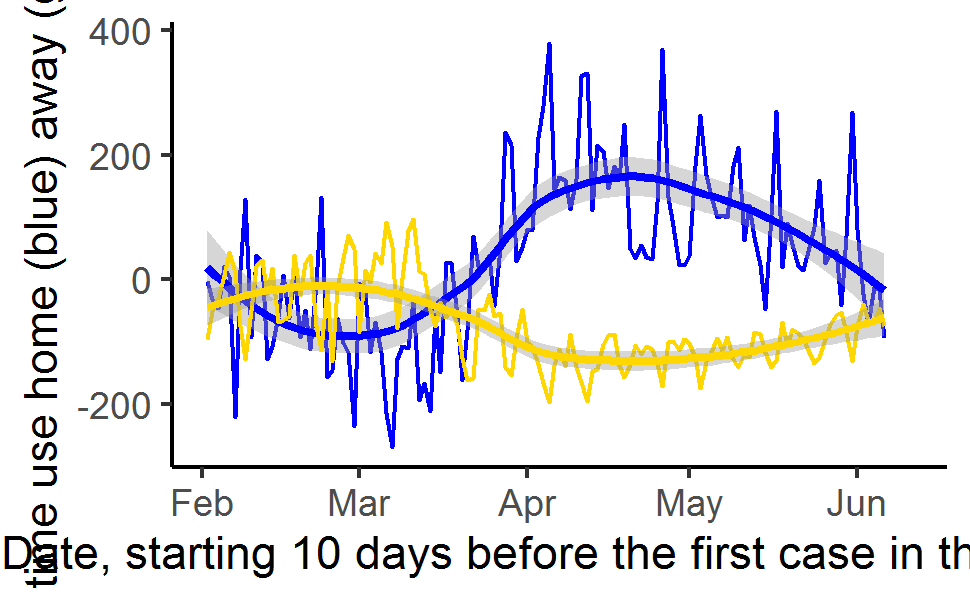 time use home (blue) away (
400
200
0
-200
Feb Mar Apr May Jun
Date, starting 10 days before the first case in th